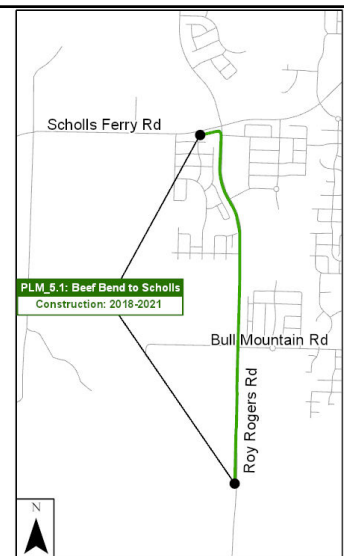 Scholls Ferry Rd
PLM_5.1: Beef Bend to Scholls
Construction: 2018-2021
Bull Mountain Rd
Roy Rogers Rd
N